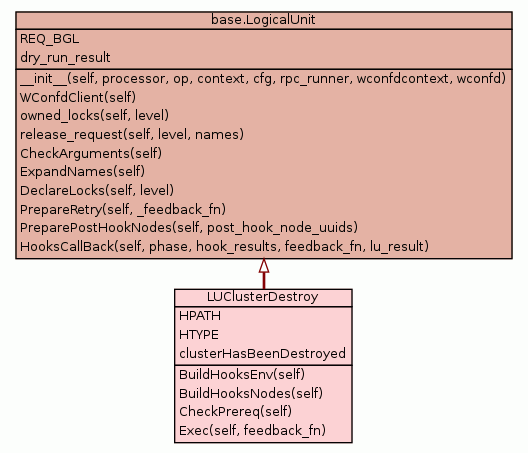 base.LogicalUnit
REQ_BGL
dry_run_result
__init__(self, processor, op, context, cfg, rpc_runner, wconfdcontext, wconfd)
WConfdClient(self)
owned_locks(self, level)
release_request(self, level, names)
CheckArguments(self)
ExpandNames(self)
DeclareLocks(self, level)
PrepareRetry(self, _feedback_fn)
PreparePostHookNodes(self, post_hook_node_uuids)
HooksCallBack(self, phase, hook_results, feedback_fn, lu_result)
LUClusterDestroy
HPATH
HTYPE
clusterHasBeenDestroyed
BuildHooksEnv(self)
BuildHooksNodes(self)
CheckPrereq(self)
Exec(self, feedback_fn)